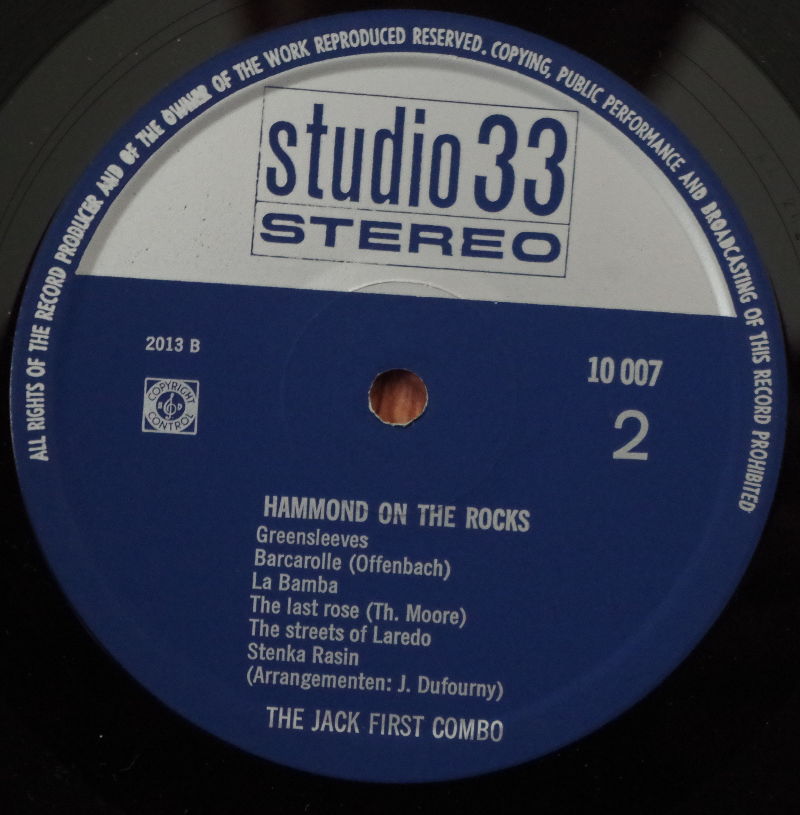 ALL RIGHTS OF THE RECORD PRODUCER AND OF THE OWNER OF THE WORK REPRODUCED RESERVED. COPYING, PUBLIC PERFORMANCE AND BROADCASTING OF THIS RECORD PROHIBITED
studio 33
STEREO
2013 B
COPYRIGHT
CONTROL
10 007
2
HAMMOND ON THE ROCKS
Greensleeves
Barcarolle (Offenbach)
La Bamba
The last rose (Th. Moore)
The streets of Laredo
Stenka Rasin
(Arrangementen: J. Dufourny)
THE JACK FIRST COMBO